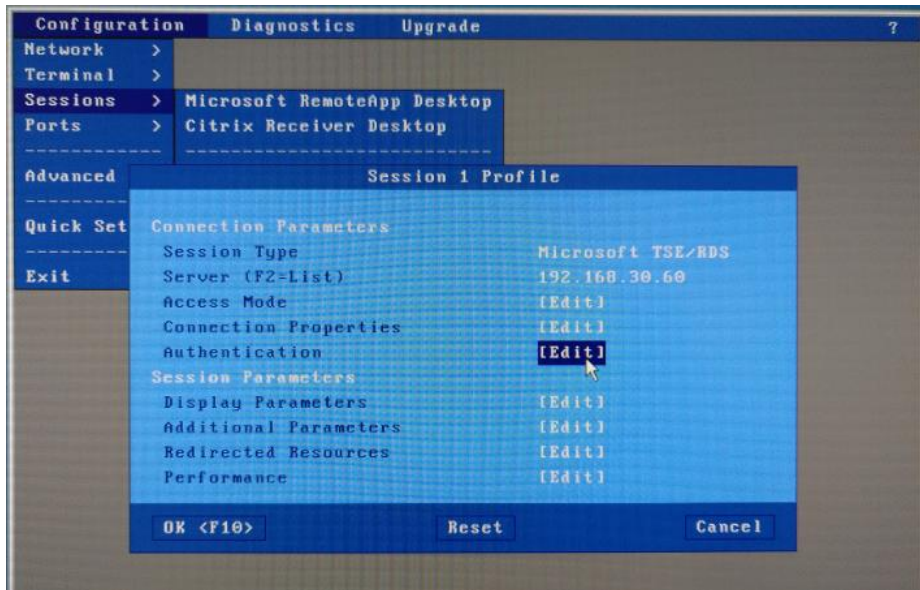 Configuration Diagnostics Upgrade ?
Network >
Terminal >
Sessions > Microsoft RemoteApp Desktop
Ports > Citrix Receiver Desktop
Advanced
Session 1 Profile
Quick Set
Exit
Connection Parameters
Session Type Microsoft TSE/RDS
Server (F2=List) 192.168.30.60
Access Mode [Edit]
Connection Properties [Edit]
Authentication [Edit]
Session Parameters
Display Parameters [Edit]
Additional Parameters [Edit]
Redirected Resources [Edit]
Performance [Edit]
OK <F10> Reset Cancel